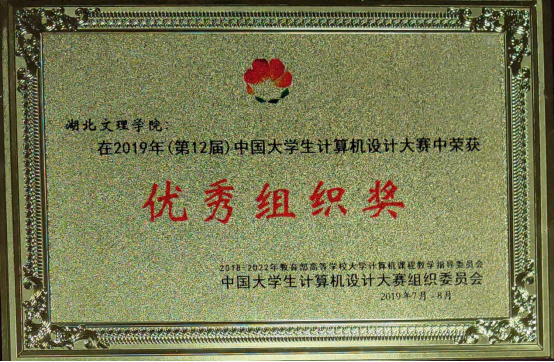 湖北文理学院：
在2019年(第12届)中国大学生计算机设计大赛中荣获
优秀组织奖
2018-2022年教育部高等学校大学计算机课程教学指导委员会
中国大学生计算机设计大赛组织委员会
2019年7月-8月